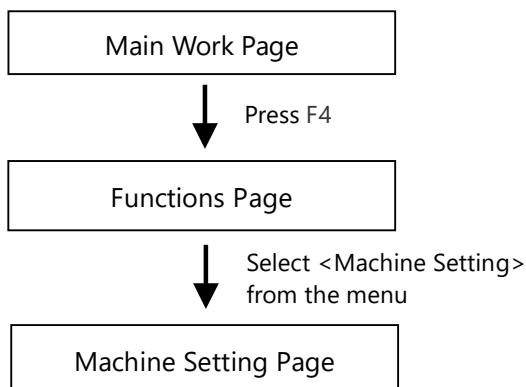 Main Work Page
Press F4
Functions Page
Select <Machine Setting>
from the menu
Machine Setting Page